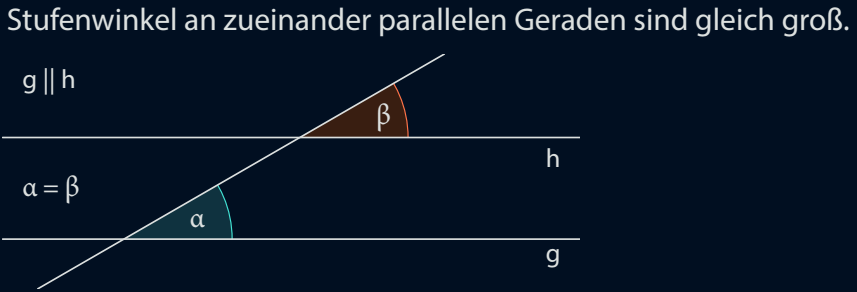 Stufenwinkel an zueinander parallelen Geraden sind gleich groß.
g || h
β
h
α = β
α
g